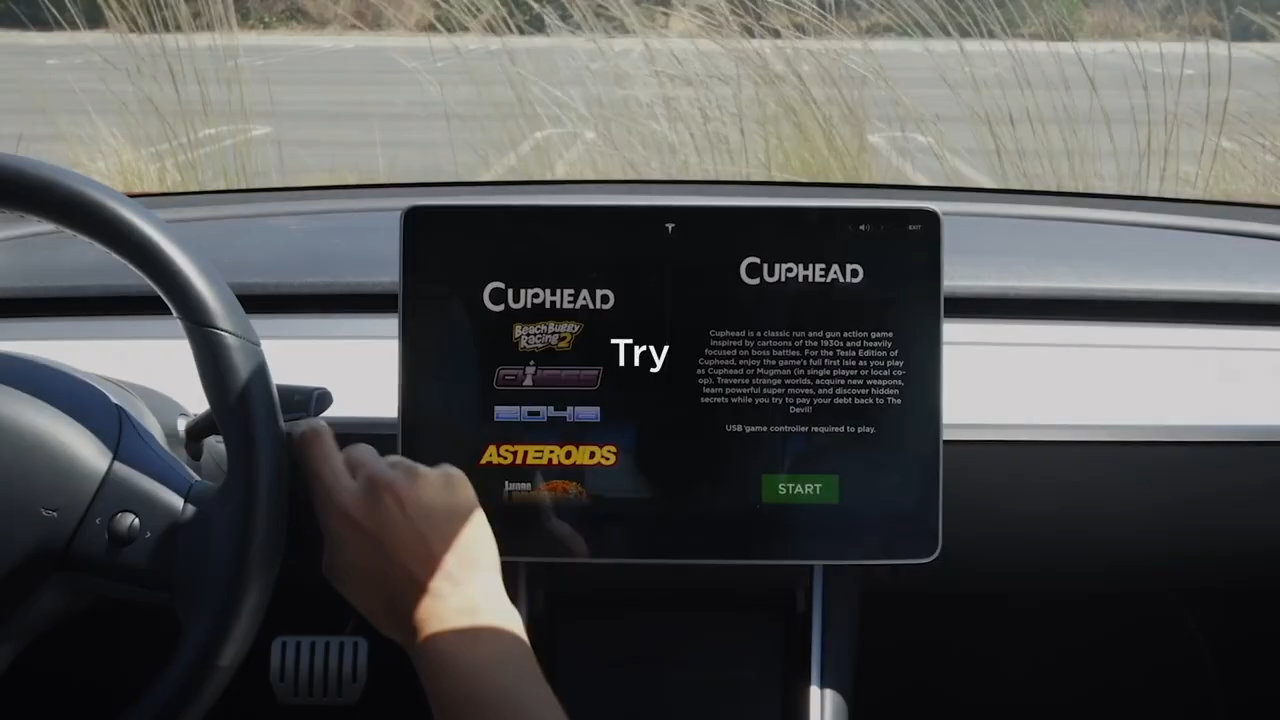 EXIT
CUPHEAD
Beach Buggy
Racing 2
CHESS
2048
ASTEROIDS
Lunar
Try
CUPHEAD
Cuphead is a classic run and gun action game
inspired by cartoons of the 1930s and heavily
focused on boss battles. For the Tesla Edition of
Cuphead, enjoy the game's full first Isle as you play
as Cuphead or Mugman (in single player or local co-
op). Traverse strange worlds, acquire new weapons,
learn powerful super moves, and discover hidden
secrets while you try to pay your debt back to The
Devil!
USB game controller required to play.
START